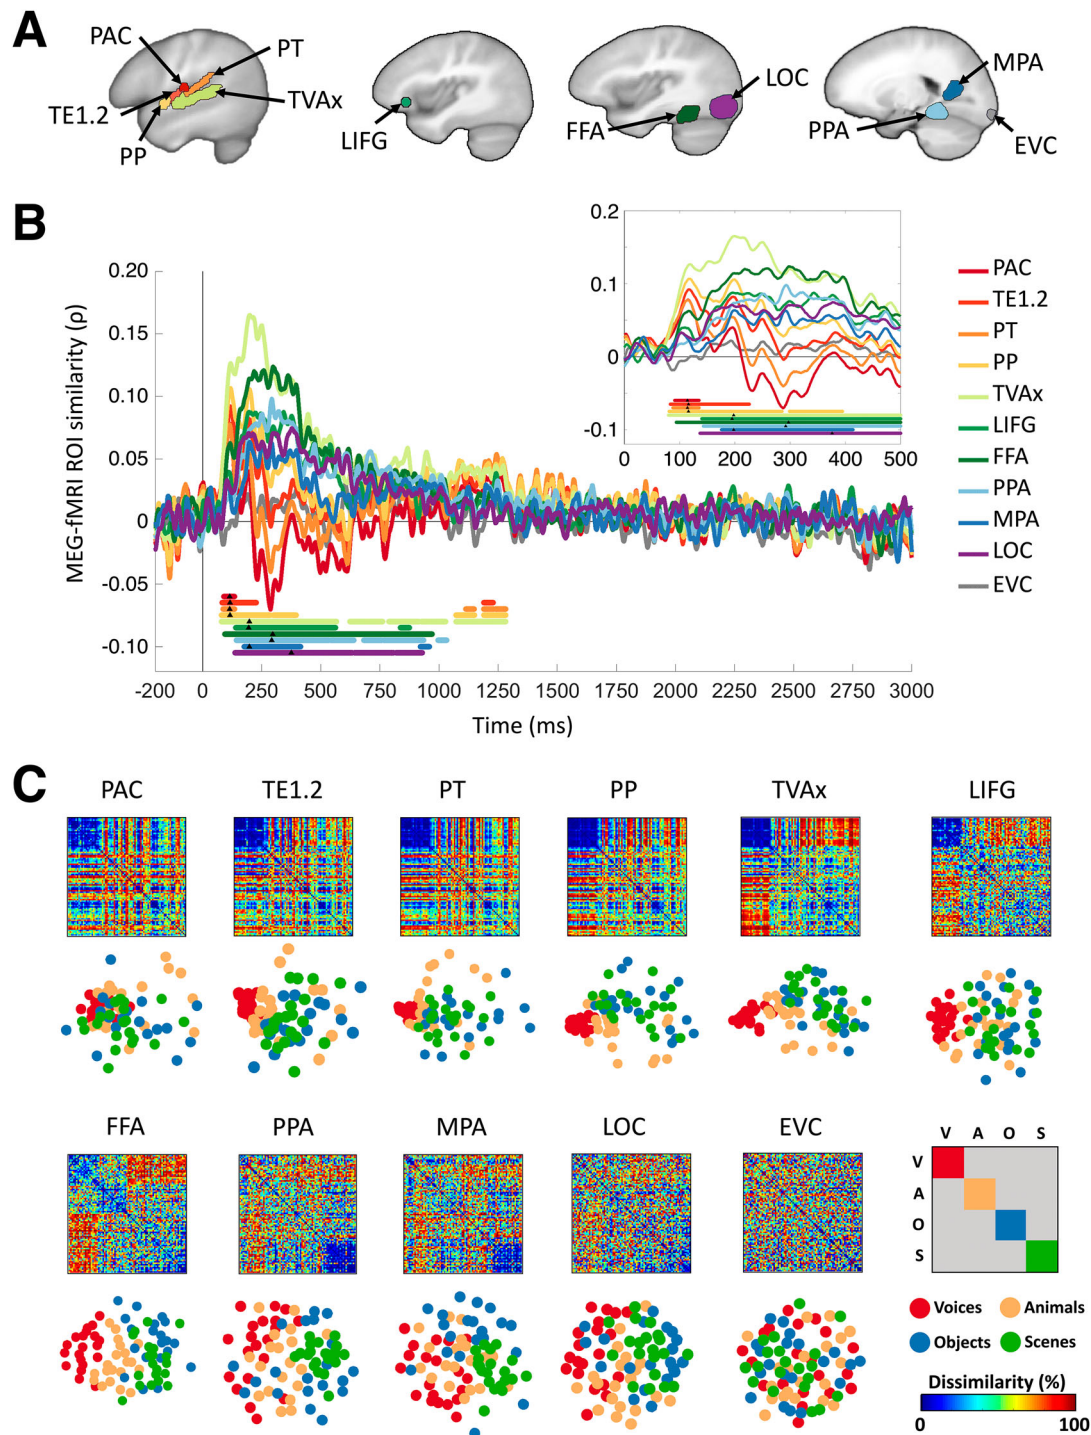 A
PAC
PT
TE1.2
TVAx
PP
LIFG
FFA
LOC
MPA
PPA
EVC
B
MEG-fMRI ROI similarity (ρ)
0.20
0.15
0.10
0.05
0
-0.05
-0.10
-200 0 250 500 750 1000 1250 1500 1750 2000 2250 2500 2750 3000
Time (ms)
0.2
0.1
0
-0.1
0 100 200 300 400 500
PAC
TE1.2
PT
PP
TVAx
LIFG
FFA
PPA
MPA
LOC
EVC
C
PAC TE1.2 PT PP TVAx LIFG
FFA PPA MPA LOC EVC
V A O S
V
A
O
S
Voices Animals
Objects Scenes
Dissimilarity (%)
0 100